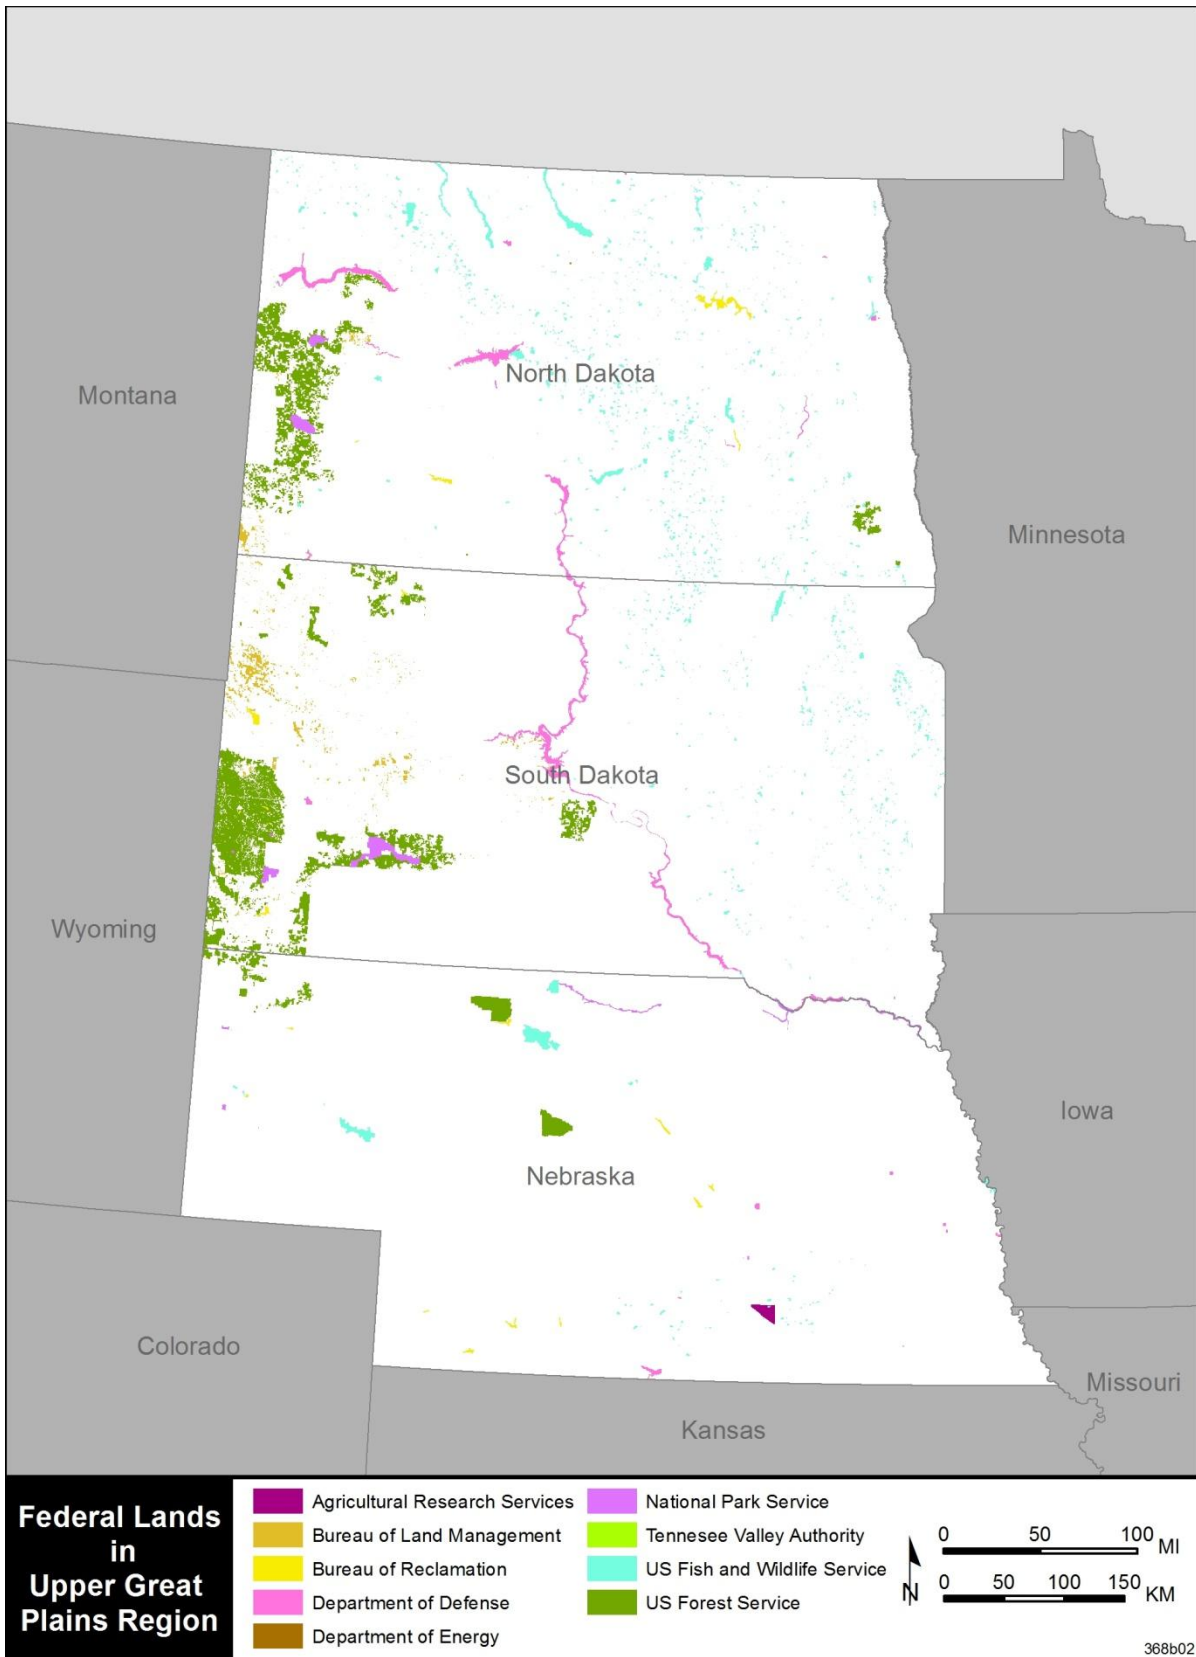 North Dakota
Montana
Minnesota
South Dakota
Wyoming
Iowa
Nebraska
Colorado
Missouri
Kansas
Federal Lands
in
Upper Great
Plains Region
Agricultural Research Services
Bureau of Land Management
Bureau of Reclamation
Department of Defense
Department of Energy
National Park Service
Tennesee Valley Authority
US Fish and Wildlife Service
US Forest Service
N
0 50 100 MI
0 50 100 150 KM
368b02